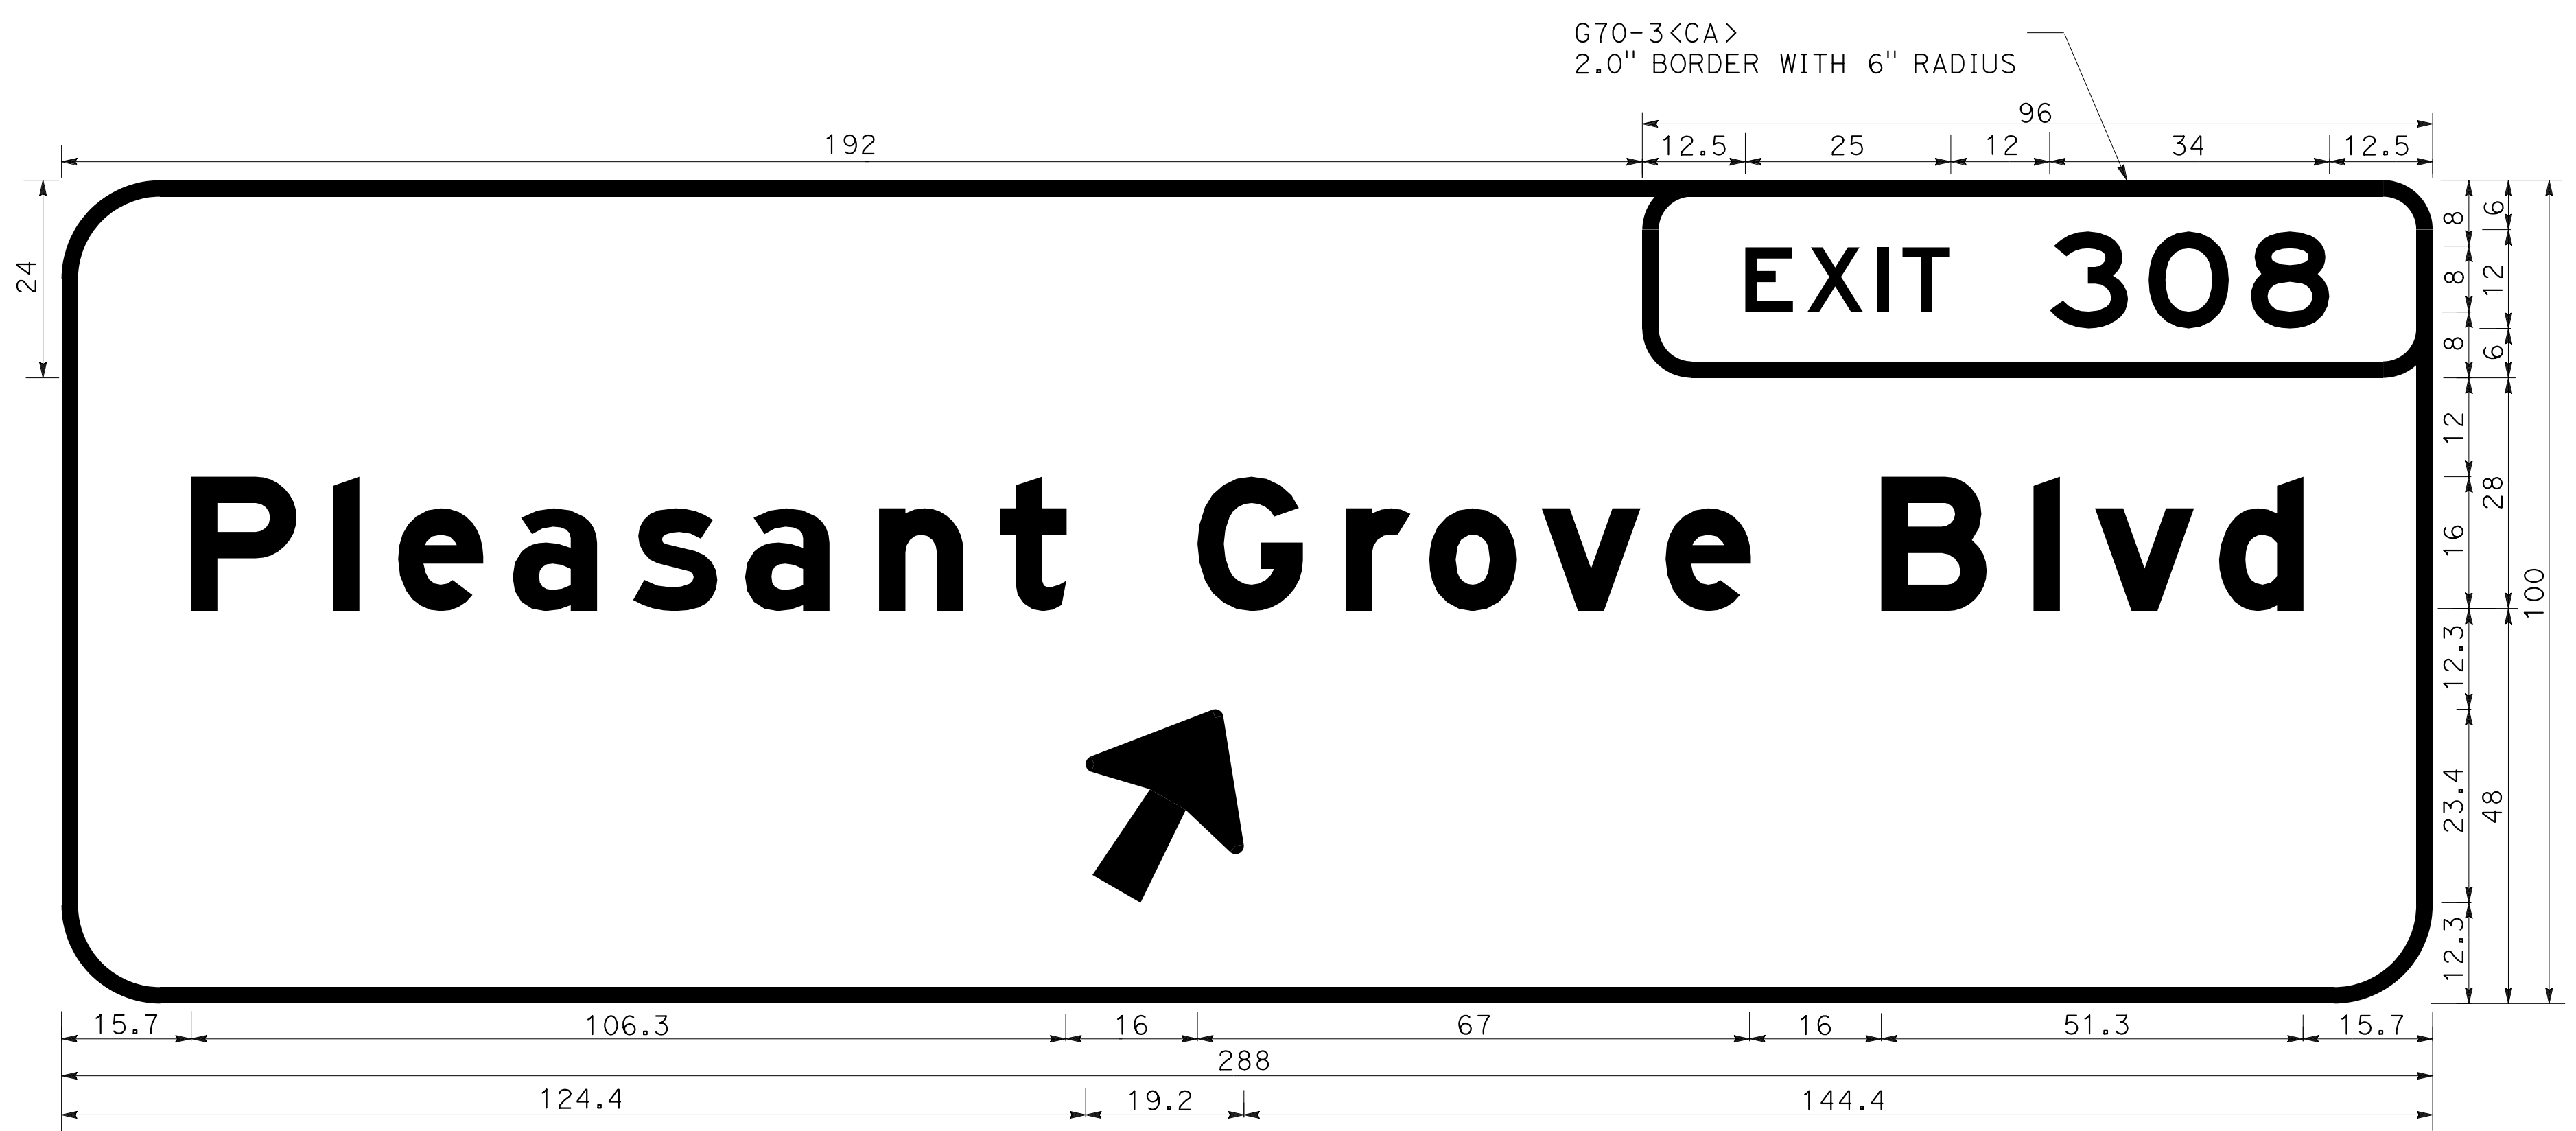 G70-3<CA>
2.0" BORDER WITH 6" RADIUS
96
192 12.5 25 12 34 12.5
24
EXIT 308
8 6
8 12
8 6
Pleasant Grove Blvd
12
16
28
100
12.3
23.4
48
12.3
15.7 106.3 16 67 16 51.3 15.7
288
124.4 19.2 144.4